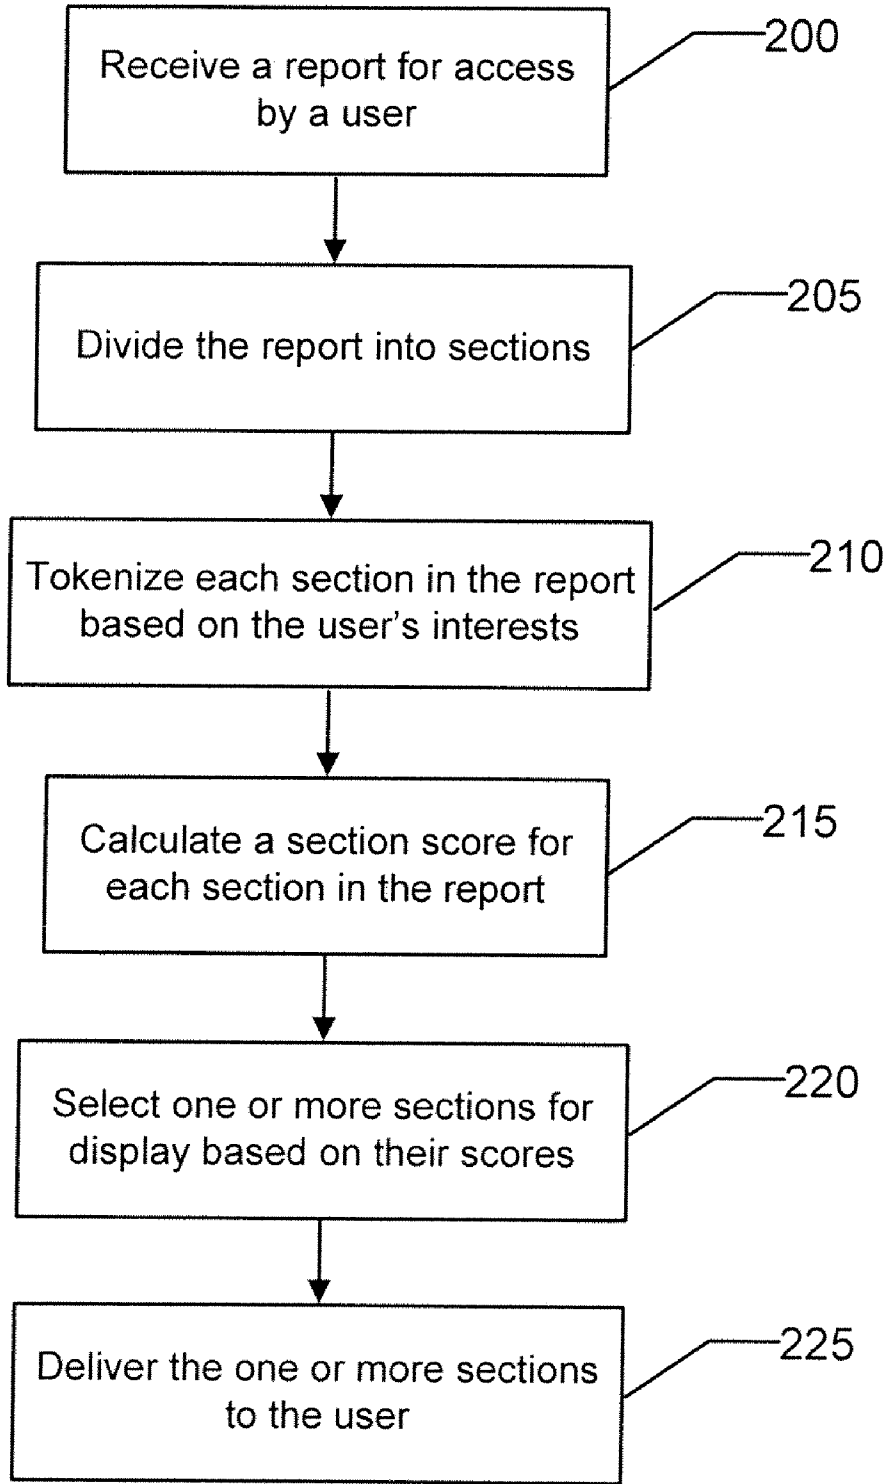 Receive a report for access
by a user
200
Divide the report into sections
205
Tokenize each section in the report
based on the user's interests
210
Calculate a section score for
each section in the report
215
Select one or more sections for
display based on their scores
220
Deliver the one or more sections
to the user
225